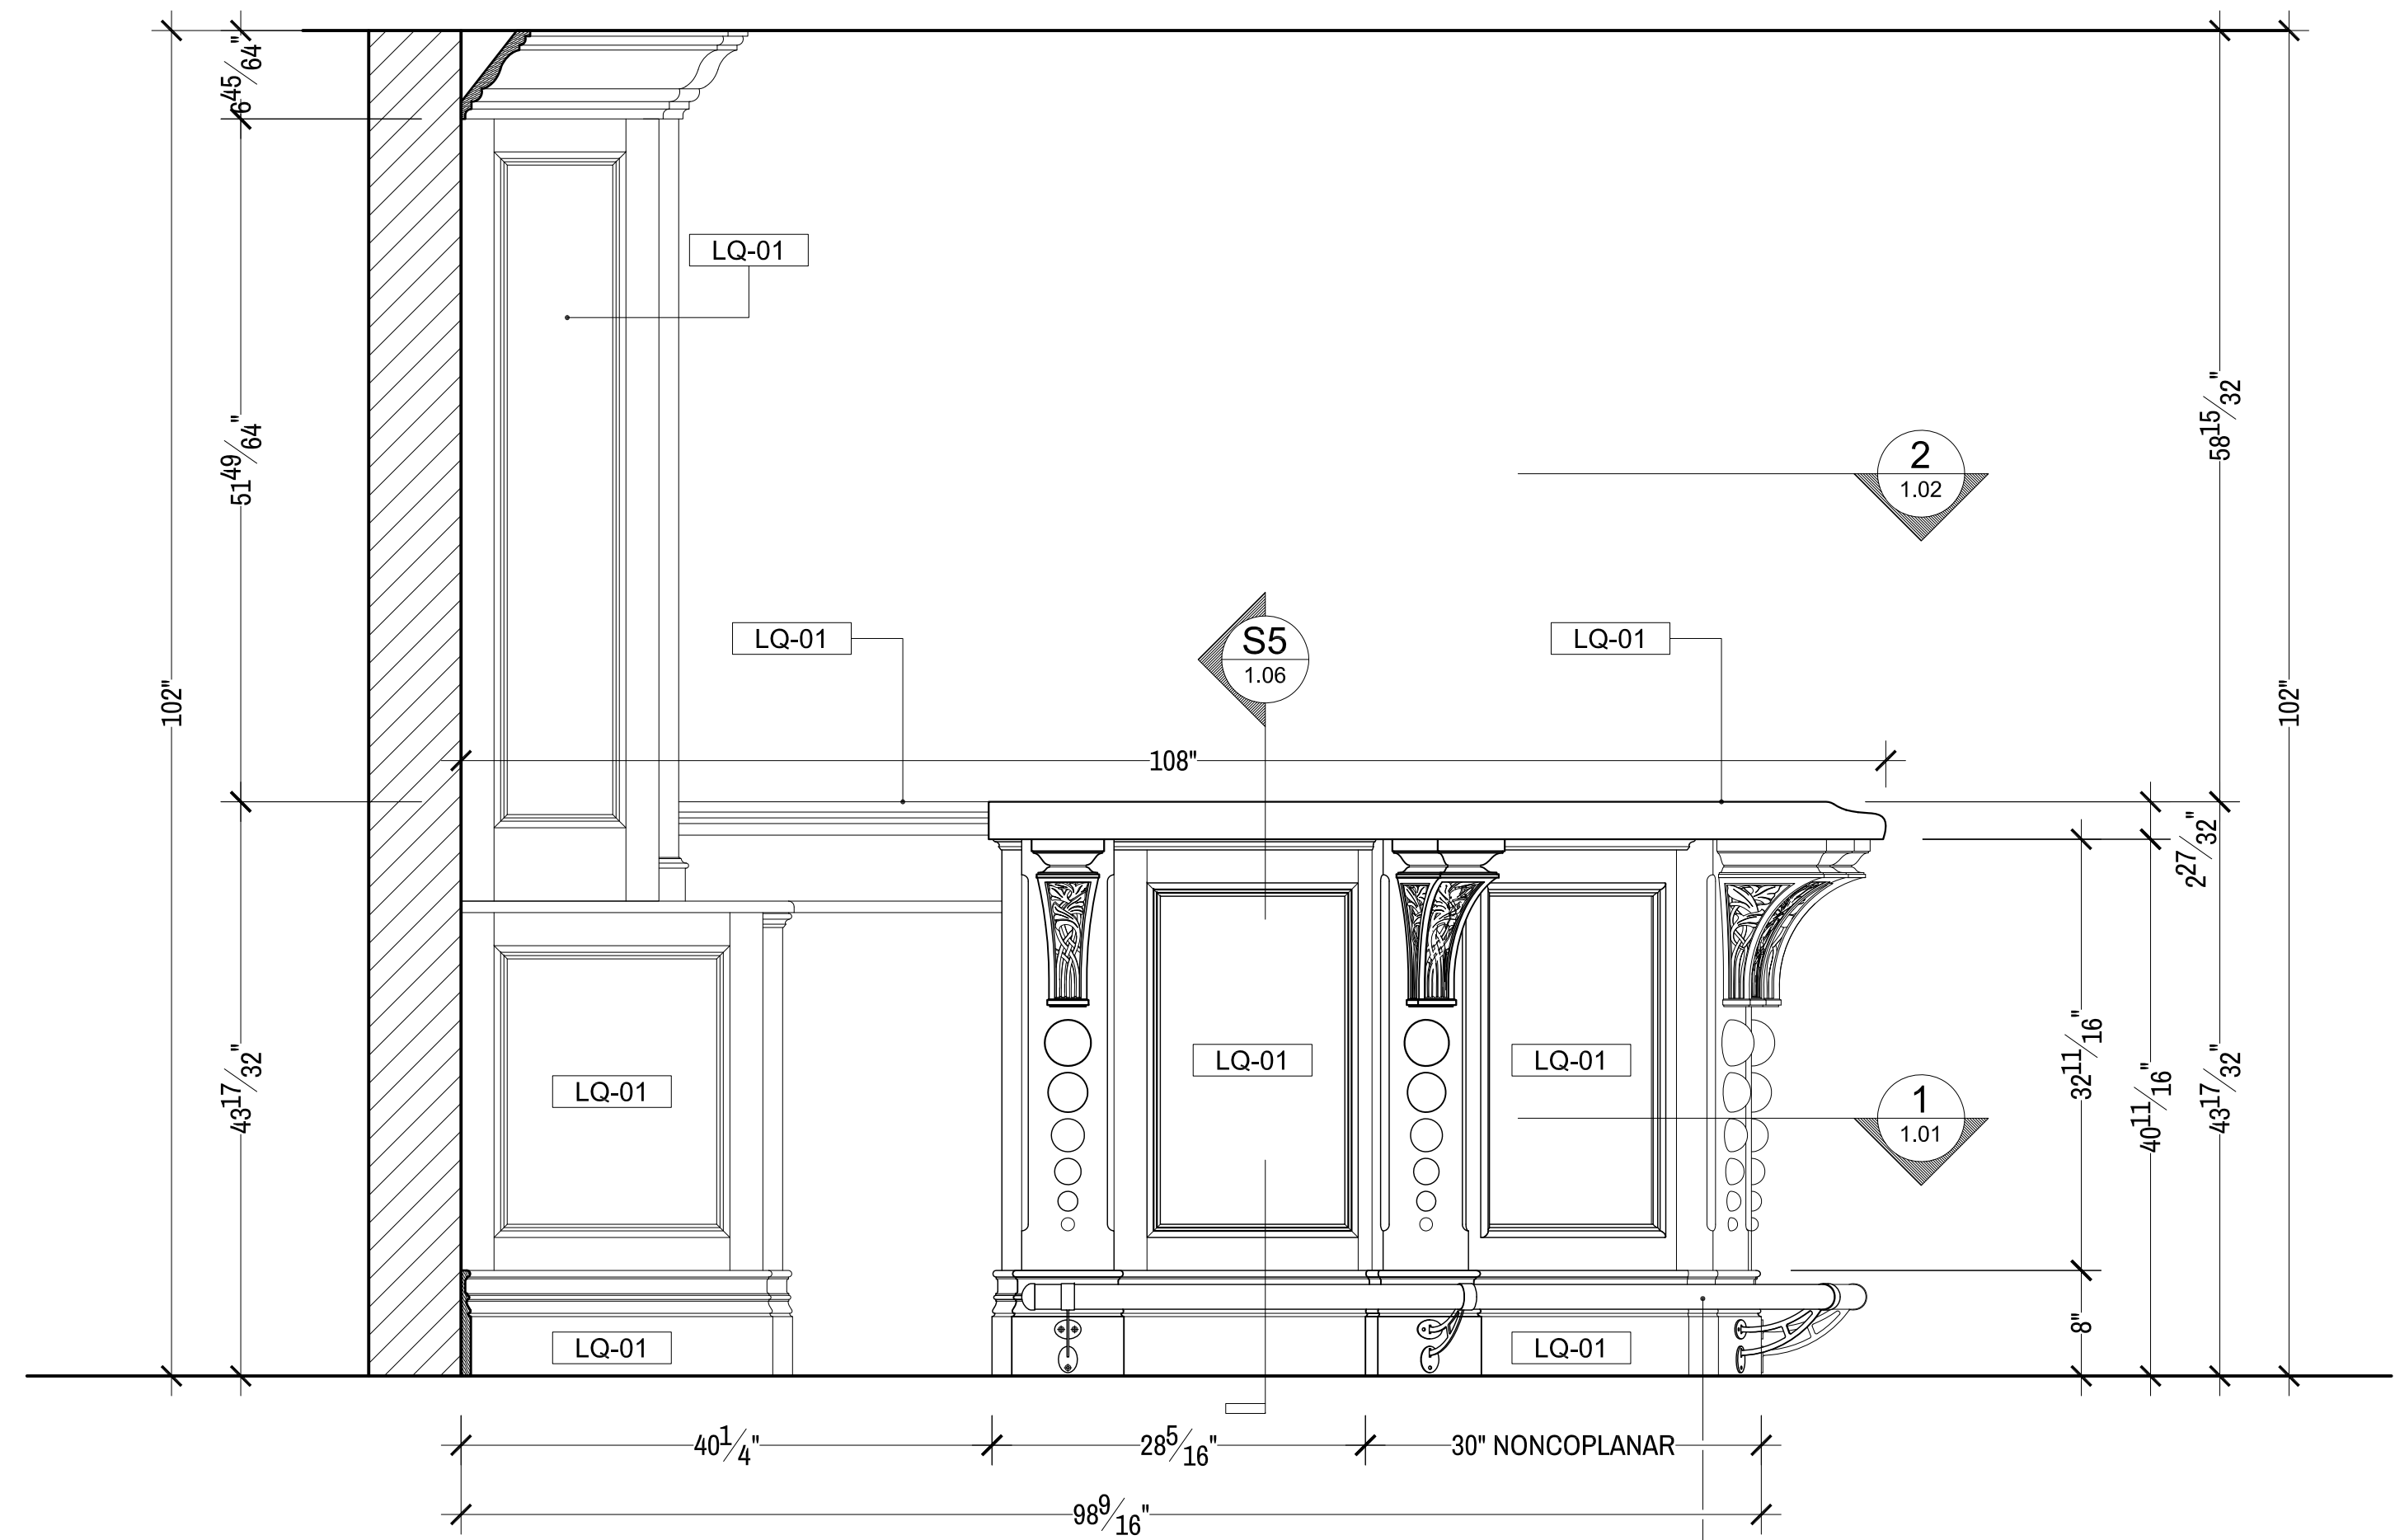 6 45/64"
LQ-01
51 49/64"
58 15/32"
2
1.02
LQ-01
S5
1.06
LQ-01
102"
102"
108"
2 27/32"
LQ-01
LQ-01
LQ-01
43 17/32"
32 11/16"
40 11/16"
43 17/32"
1
1.01
LQ-01
LQ-01
8"
40 1/4"
28 5/16"
30" NONCOPLANAR
98 9/16"